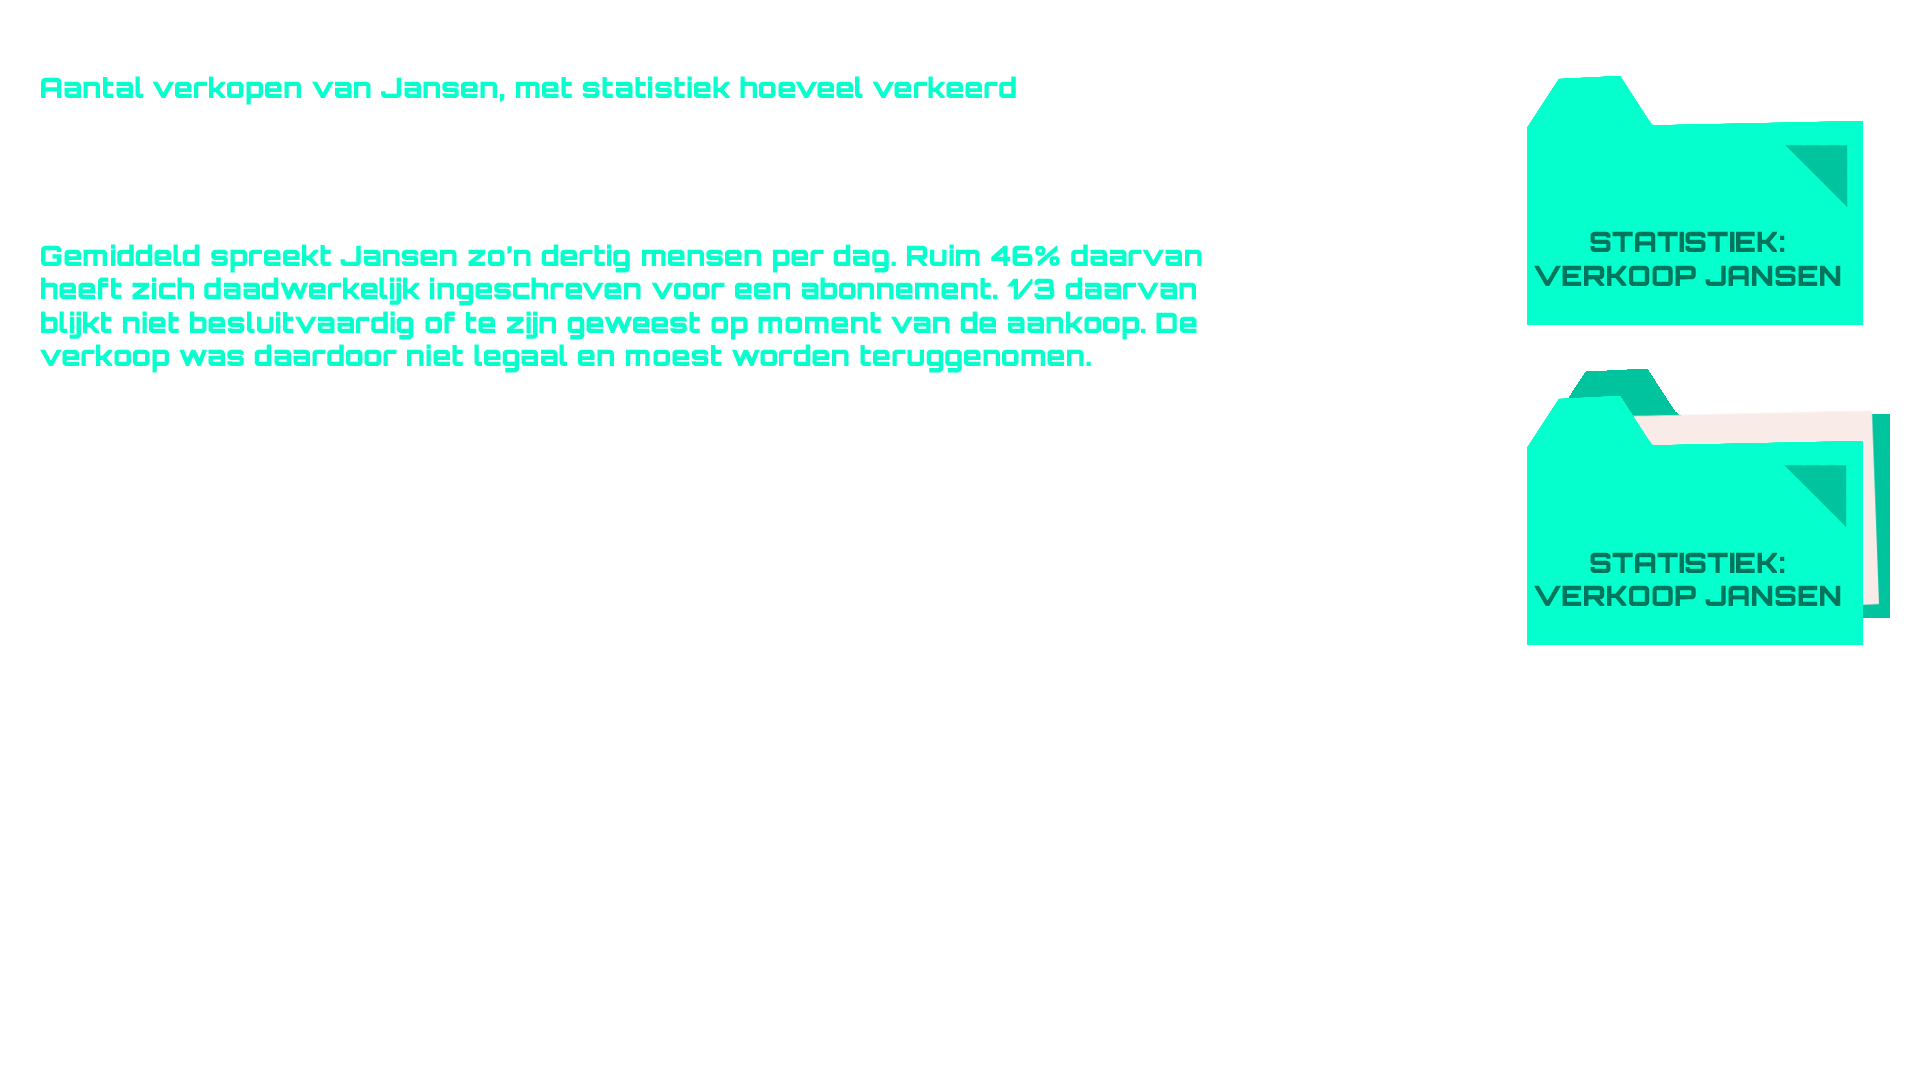 Aantal verkopen van Jansen, met statistiek hoeveel verkeerd
Gemiddeld spreekt Jansen zo'n dertig mensen per dag. Ruim 46% daarvan
heeft zich daadwerkelijk ingeschreven voor een abonnement. 1/3 daarvan
blijkt niet besluitvaardig of te zijn geweest op moment van de aankoop. De
verkoop was daardoor niet legaal en moest worden teruggenomen.
STATISTIEK:
VERKOOP JANSEN
STATISTIEK:
VERKOOP JANSEN